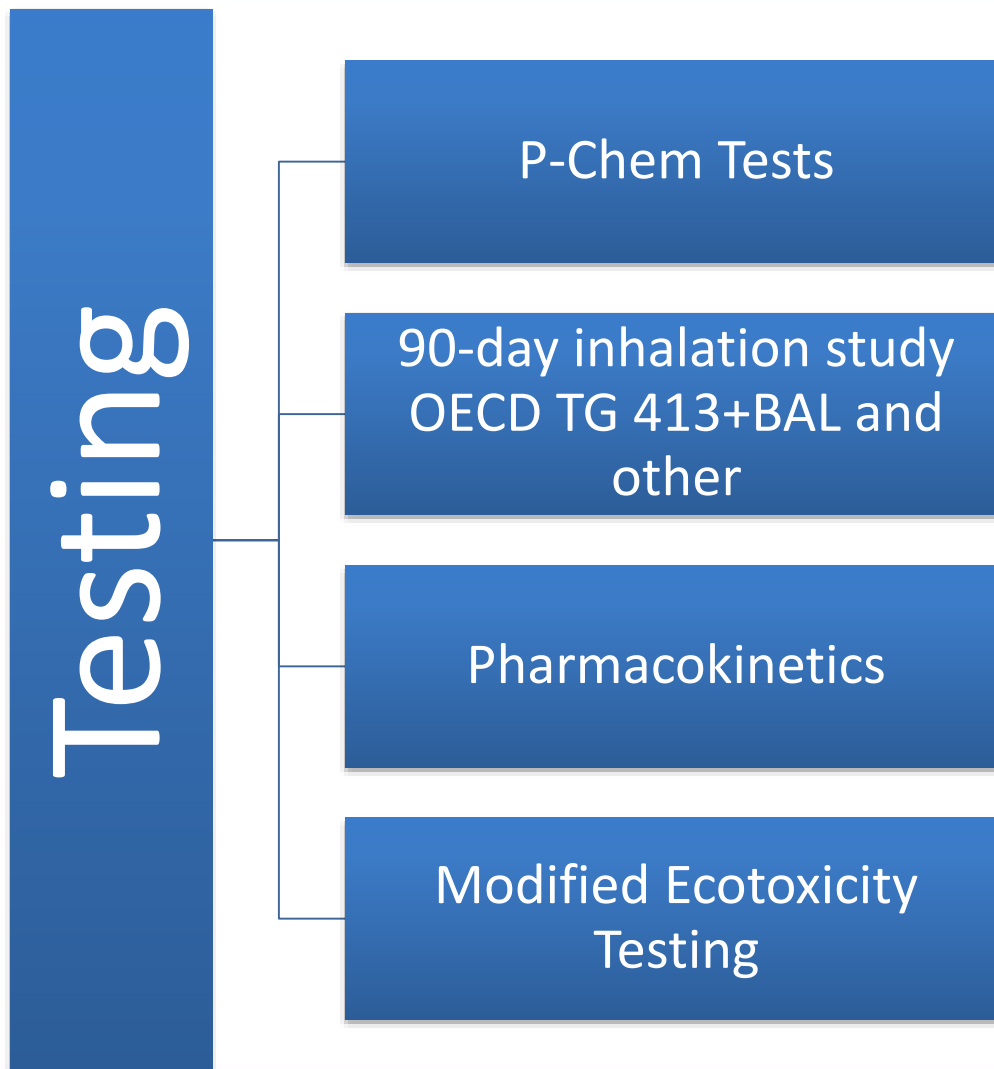 Testing
P-Chem Tests
90-day inhalation study
OECD TG 413+BAL and
other
Pharmacokinetics
Modified Ecotoxicity
Testing